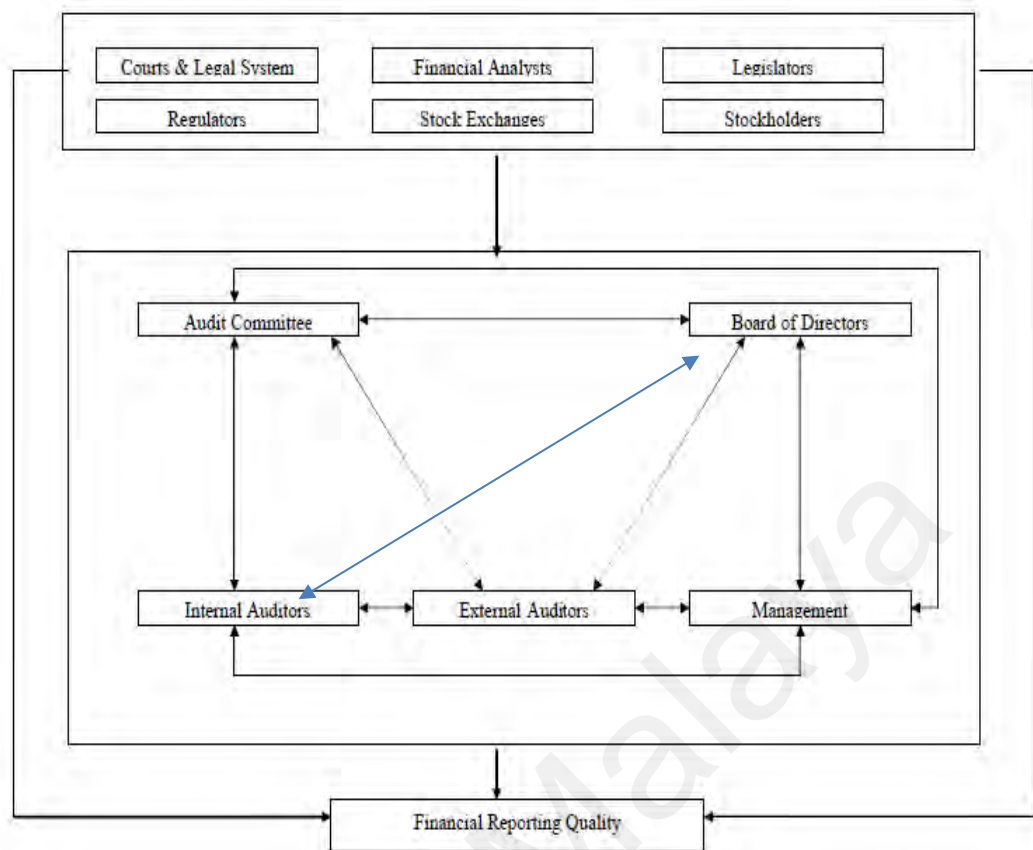 Courts & Legal System
Financial Analysts
Legislators
Regulators
Stock Exchanges
Stockholders
Audit Committee
Board of Directors
Internal Auditors
External Auditors
Management
Financial Reporting Quality
Malaya